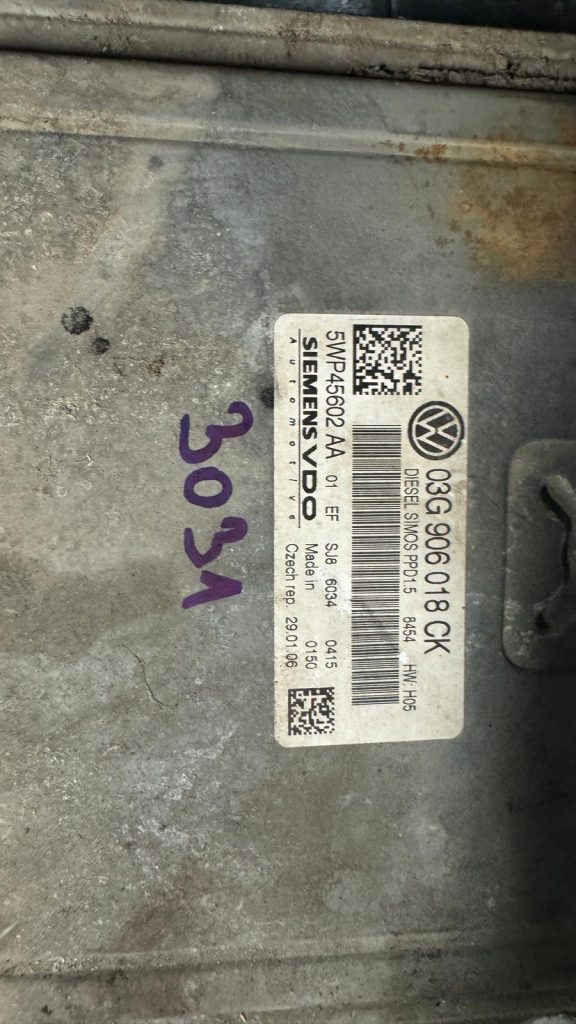 03G 906 018 CK
DIESEL SIMOS PPD1.5 8454 HW: H05
5WP45602 AA 01 EF SJ8 6034 0415
SIEMENS VDO Made in 0150
Automotive Czech rep. 29.01.06
303A